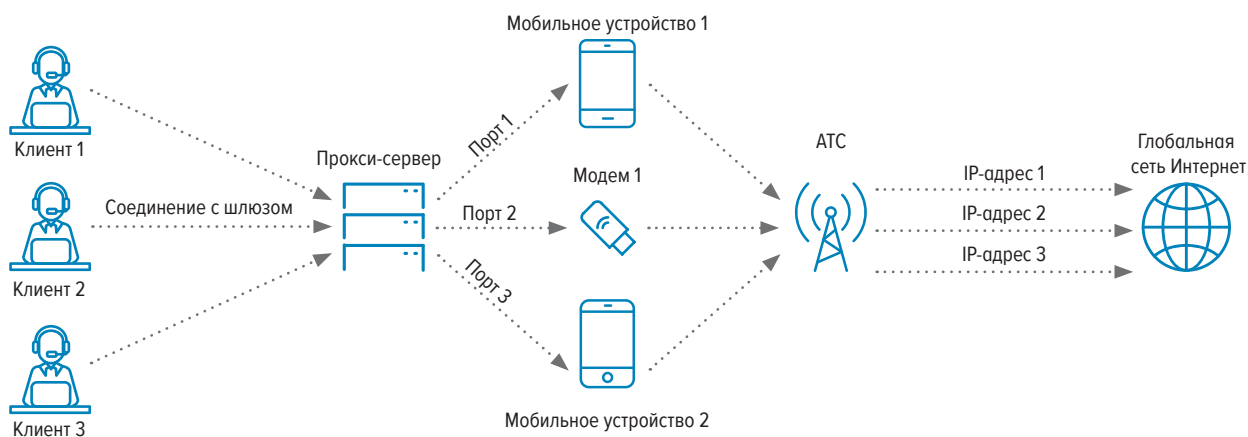 Мобильное устройство 1
Клиент 1
Прокси-сервер
Порт 1
АТС
Глобальная
сеть Интернет
Модем 1
IP-адрес 1
Соединение с шлюзом
Порт 2
IP-адрес 2
IP-адрес 3
Клиент 2
Порт 3
Мобильное устройство 2
Клиент 3